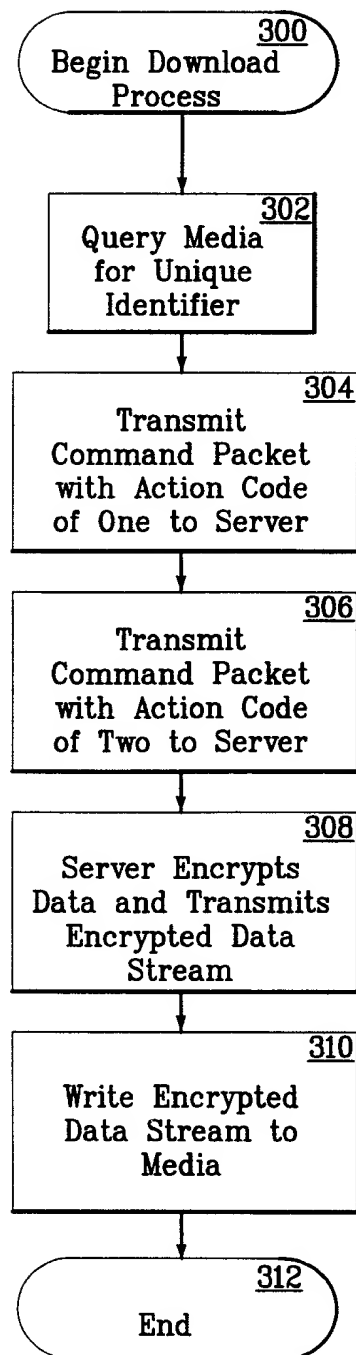 300
Begin Download
Process
302
Query Media
for Unique
Identifier
304
Transmit
Command Packet
with Action Code
of One to Server
306
Transmit
Command Packet
with Action Code
of Two to Server
308
Server Encrypts
Data and Transmits
Encrypted Data
Stream
310
Write Encrypted
Data Stream to
Media
312
End